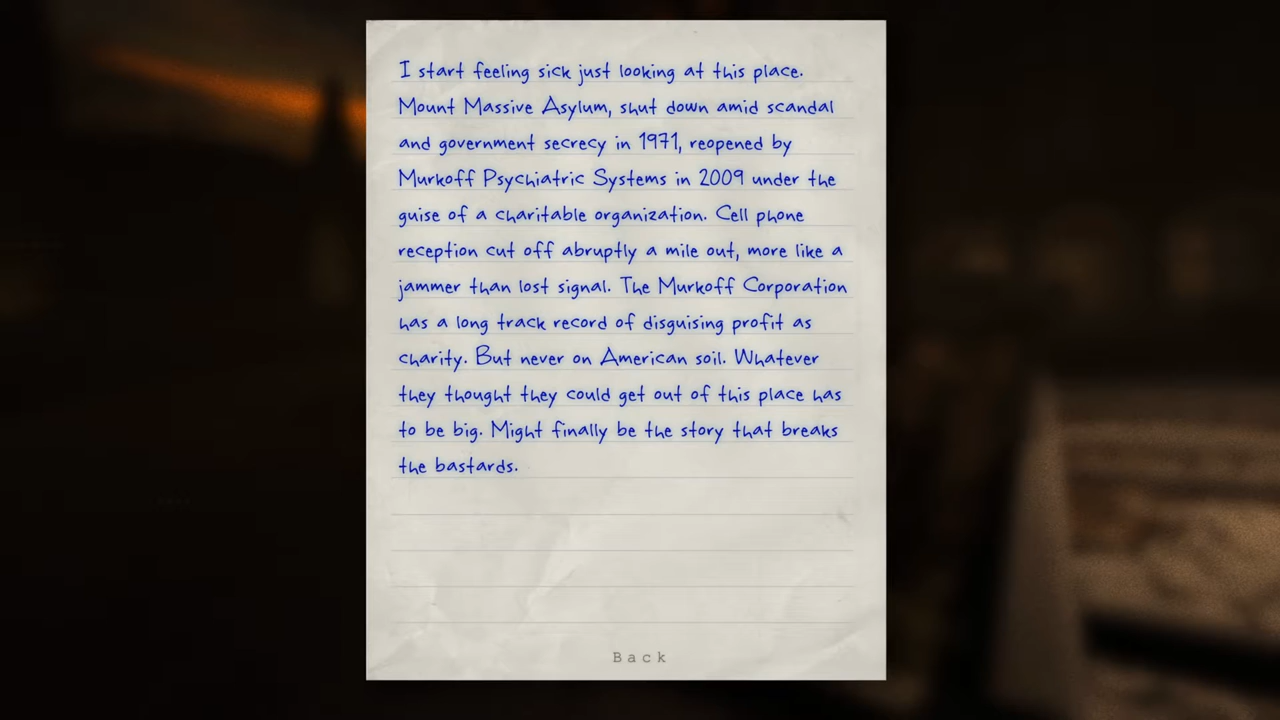 I start feeling sick just looking at this place.
Mount Massive Asylum, shut down amid scandal
and government secrecy in 1971, reopened by
Murkoff Psychiatric Systems in 2009 under the
guise of a charitable organization. Cell phone
reception cut off abruptly a mile out, more like a
jammer than lost signal. The Murkoff Corporation
has a long track record of disguising profit as
charity. But never on American soil. Whatever
they thought they could get out of this place has
to be big. Might finally be the story that breaks
the bastards.
Back